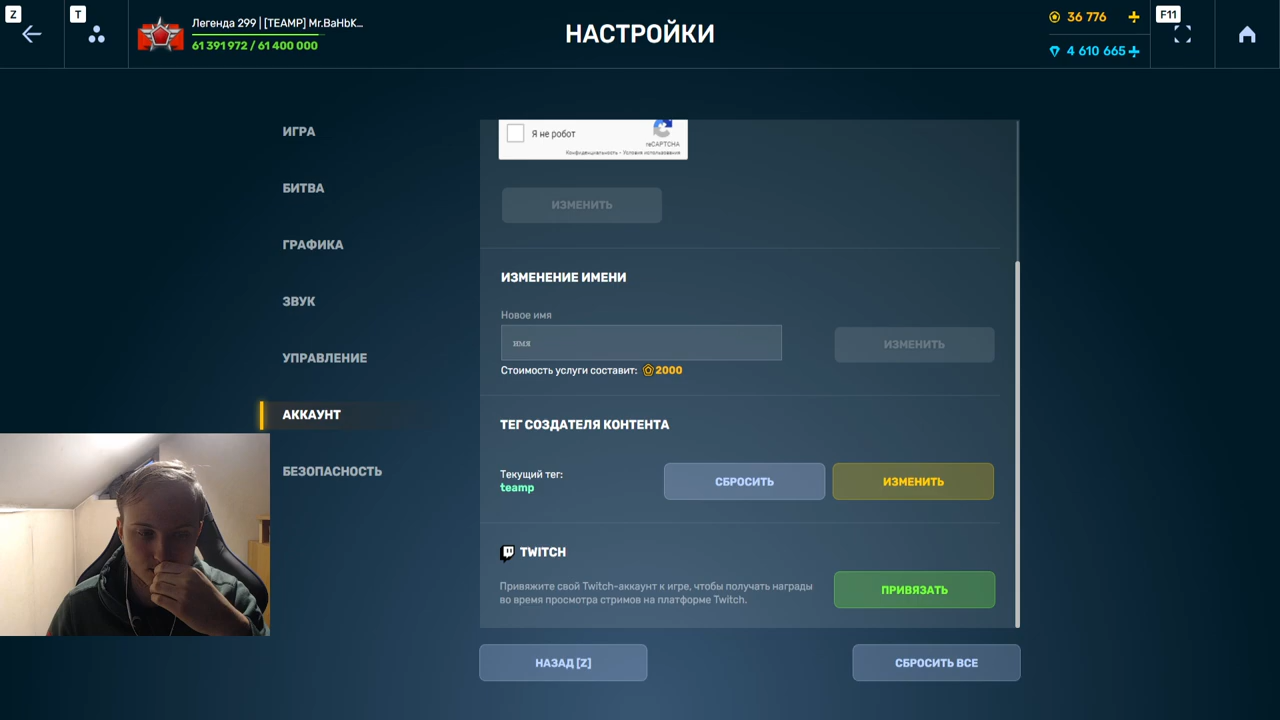 Z
T
Легенда 299 | [TEAMP] Mr.BaHbK...
61 391 972 / 61 400 000
НАСТРОЙКИ
36 776
4 610 665
F11
ИГРА
БИТВА
ГРАФИКА
ЗВУК
УПРАВЛЕНИЕ
АККАУНТ
БЕЗОПАСНОСТЬ
Я не робот
reCAPTCHA
Конфиденциальность - Условия использования
ИЗМЕНИТЬ
ИЗМЕНЕНИЕ ИМЕНИ
Новое имя
имя
ИЗМЕНИТЬ
Стоимость услуги составит: 2000
ТЕГ СОЗДАТЕЛЯ КОНТЕНТА
Текущий тег:
teamp
СБРОСИТЬ
ИЗМЕНИТЬ
TWITCH
Привяжите свой Twitch-аккаунт к игре, чтобы получать награды
во время просмотра стримов на платформе Twitch.
ПРИВЯЗАТЬ
НАЗАД [Z]
СБРОСИТЬ ВСЕ